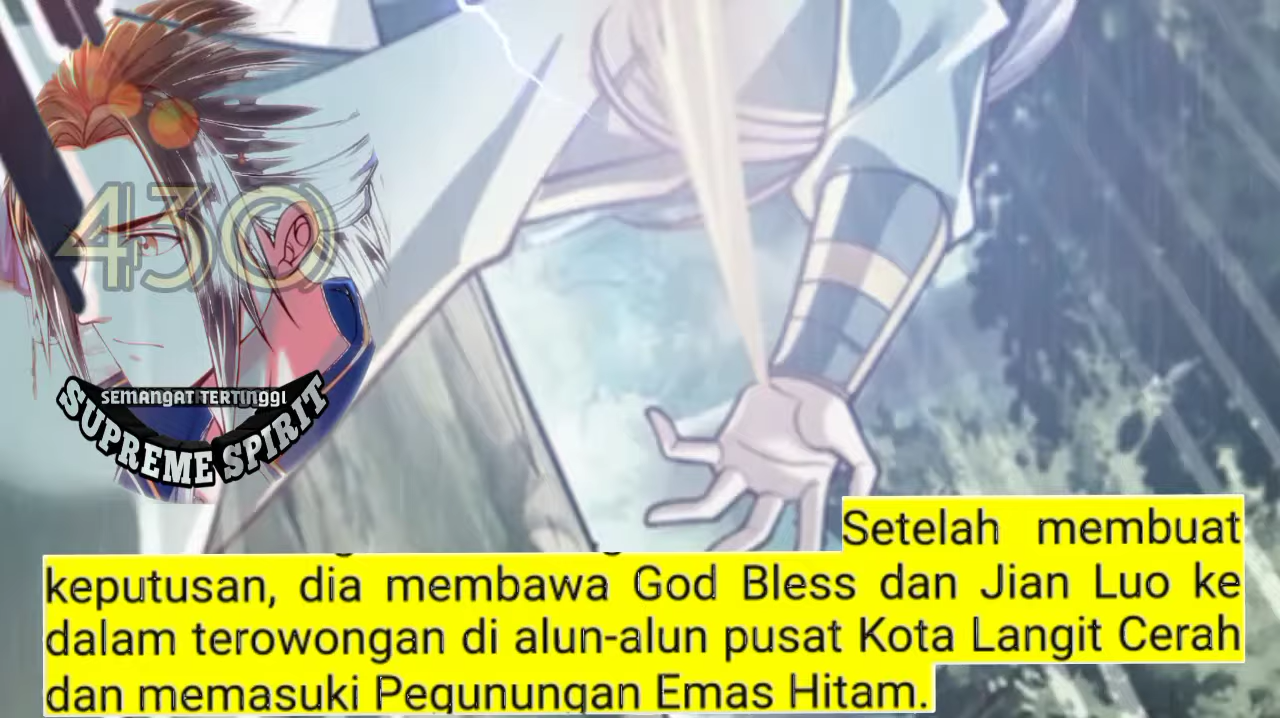 430
SEMANGAT TERTINGGI
SUPREME SPIRIT
Setelah membuat
keputusan, dia membawa God Bless dan Jian Luo ke
dalam terowongan di alun-alun pusat Kota Langit Cerah
dan memasuki Pegunungan Emas Hitam.